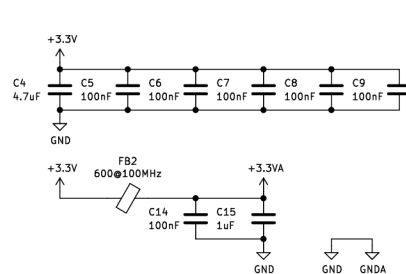 +3.3V
C4 C5 C6 C7 C8 C9
4.7uF 100nF 100nF 100nF 100nF 100nF
GND
FB2
+3.3V 600@100MHz +3.3VA
C14 C15
100nF 1uF
GND GND GNDA